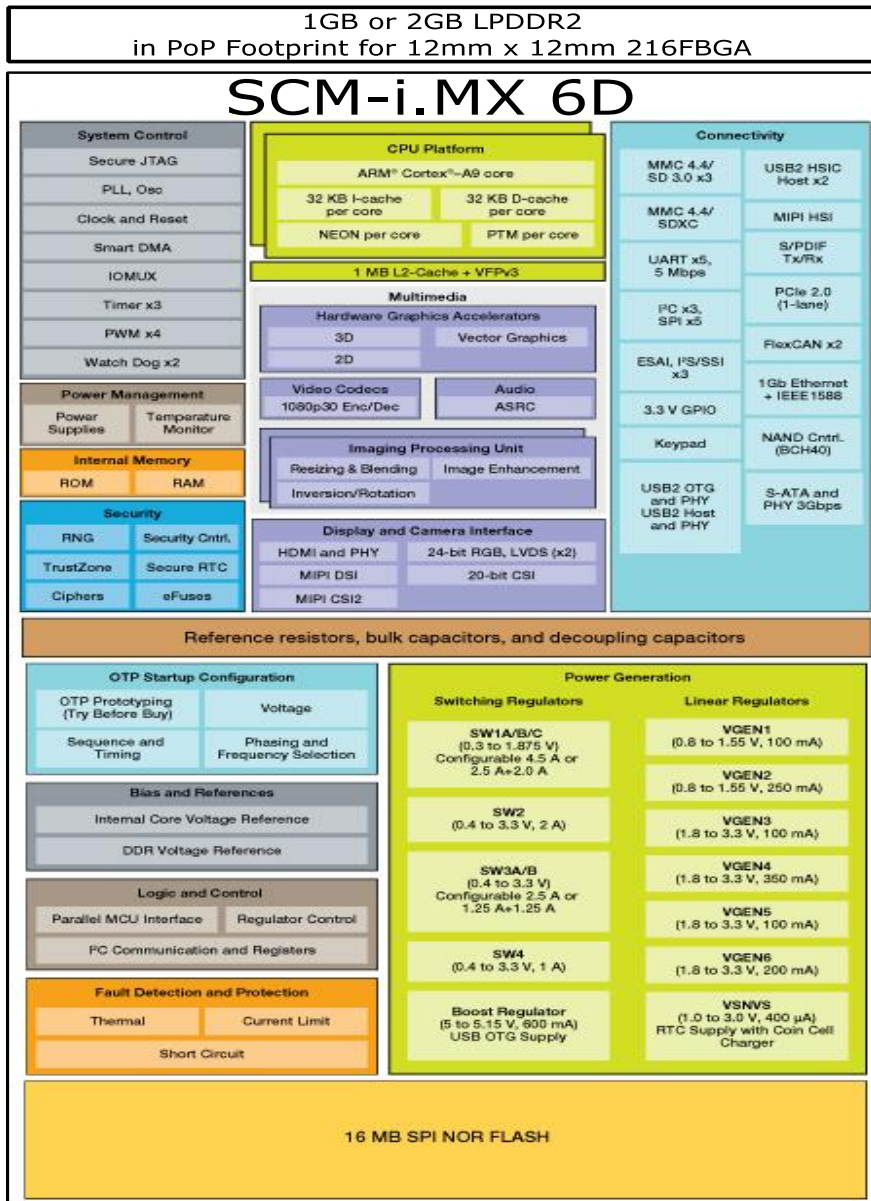 1GB or 2GB LPDDR2
in PoP Footprint for 12mm x 12mm 216FBGA
SCM-i.MX 6D
System Control
Secure JTAG
PLL, Osc
Clock and Reset
Smart DMA
IOMUX
Timer x3
PWM x4
Watch Dog x2
Power Management
Power
Supplies
Temperature
Monitor
Internal Memory
ROM
RAM
Security
RNG
Security Cntrl.
TrustZone
Secure RTC
Ciphers
eFuses
CPU Platform
ARM® Cortex®–A9 core
32 KB I-cache
per core
32 KB D-cache
per core
NEON per core
PTM per core
1 MB L2-Cache + VFPv3
Multimedia
Hardware Graphics Accelerators
3D
Vector Graphics
2D
Video Codecs
1080p30 Enc/Dec
Audio
ASRC
Imaging Processing Unit
Resizing & Blending
Image Enhancement
Inversion/Rotation
Display and Camera Interface
HDMI and PHY
24-bit RGB, LVDS (x2)
MIPI DSI
20-bit CSI
MIPI CSI2
Connectivity
MMC 4.4/
SD 3.0 x3
MMC 4.4/
SDXC
UART x5,
5 Mbps
I²C x3,
SPI x5
ESAI, I²S/SSI
x3
3.3 V GPIO
Keypad
USB2 OTG
and PHY
USB2 Host
and PHY
USB2 HSIC
Host x2
MIPI HSI
S/PDIF
Tx/Rx
PCIe 2.0
(1-lane)
FlexCAN x2
1Gb Ethernet
+ IEEE1588
NAND Cntrl.
(BCH40)
S-ATA and
PHY 3Gbps
Reference resistors, bulk capacitors, and decoupling capacitors
OTP Startup Configuration
OTP Prototyping
(Try Before Buy)
Voltage
Sequence and
Timing
Phasing and
Frequency Selection
Bias and References
Internal Core Voltage Reference
DDR Voltage Reference
Logic and Control
Parallel MCU Interface
Regulator Control
I²C Communication and Registers
Fault Detection and Protection
Thermal
Current Limit
Short Circuit
Power Generation
Switching Regulators
SW1A/B/C
(0.3 to 1.875 V)
Configurable 4.5 A or
2.5 A+2.0 A
SW2
(0.4 to 3.3 V, 2 A)
SW3A/B
(0.4 to 3.3 V)
Configurable 2.5 A or
1.25 A+1.25 A
SW4
(0.4 to 3.3 V, 1 A)
Boost Regulator
(5 to 5.15 V, 600 mA)
USB OTG Supply
Linear Regulators
VGEN1
(0.8 to 1.55 V, 100 mA)
VGEN2
(0.8 to 1.55 V, 250 mA)
VGEN3
(1.8 to 3.3 V, 100 mA)
VGEN4
(1.8 to 3.3 V, 350 mA)
VGEN5
(1.8 to 3.3 V, 100 mA)
VGEN6
(1.8 to 3.3 V, 200 mA)
VSNVS
(1.0 to 3.0 V, 400 µA)
RTC Supply with Coin Cell
Charger
16 MB SPI NOR FLASH